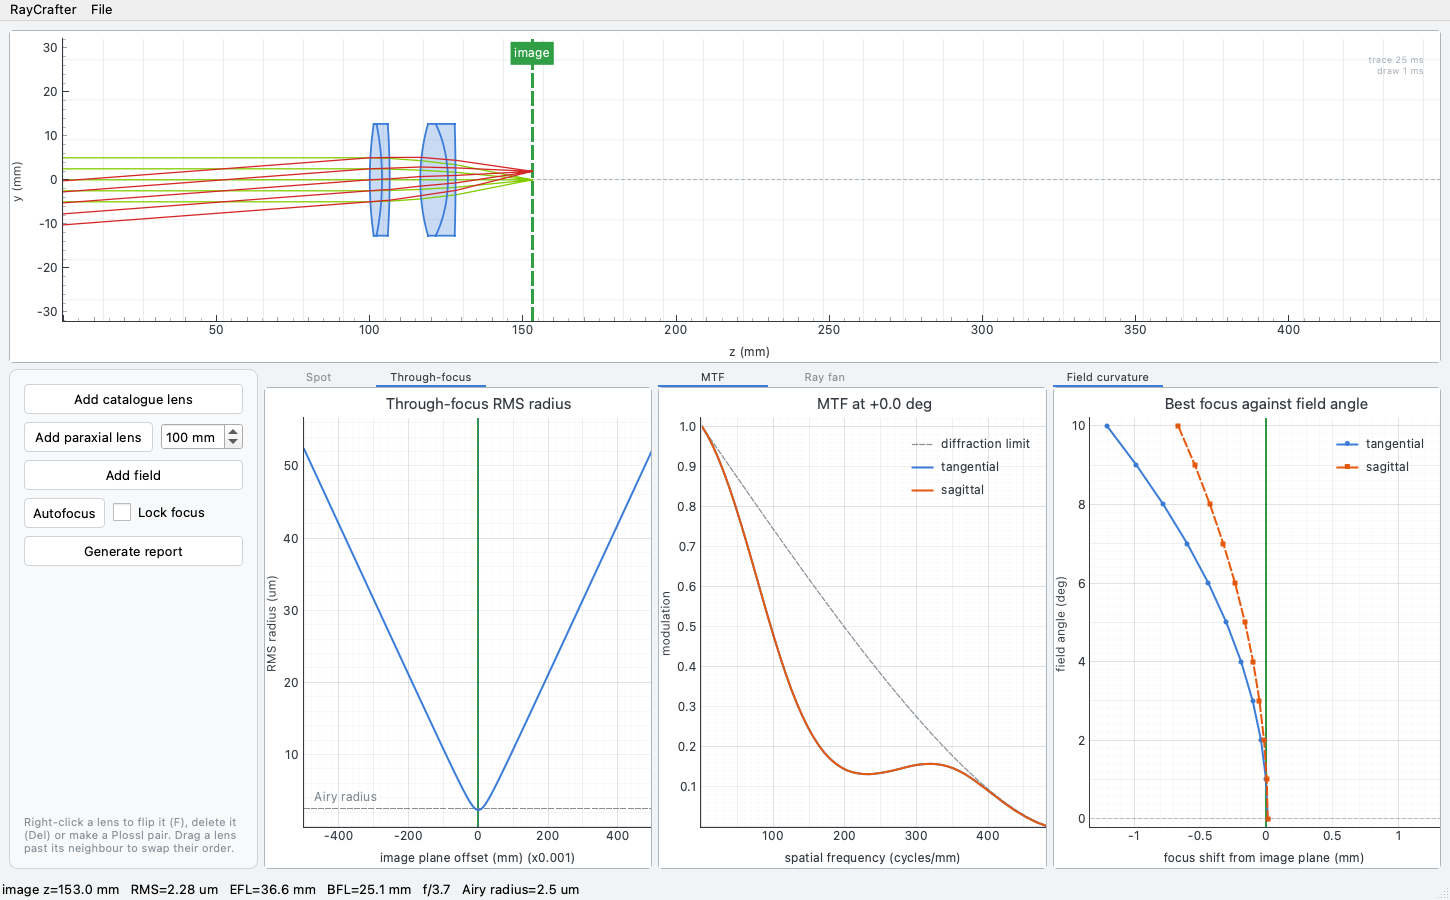 RayCrafter File
image
trace 25 ms
draw 1 ms
y (mm)
30
20
10
0
-10
-20
-30
50 100 150 200 250 300 350 400
z (mm)
Add catalogue lens
Add paraxial lens 100 mm
Add field
Autofocus Lock focus
Generate report
Right-click a lens to flip it (F), delete it
(Del) or make a Plossl pair. Drag a lens
past its neighbour to swap their order.
Spot Through-focus
Through-focus RMS radius
RMS radius (um)
50
40
30
20
10
Airy radius
-400 -200 0 200 400
image plane offset (mm) (x0.001)
MTF Ray fan
MTF at +0.0 deg
diffraction limit
tangential
sagittal
modulation
1.0
0.9
0.8
0.7
0.6
0.5
0.4
0.3
0.2
0.1
100 200 300 400
spatial frequency (cycles/mm)
Field curvature
Best focus against field angle
tangential
sagittal
field angle (deg)
10
8
6
4
2
0
-1 -0.5 0 0.5 1
focus shift from image plane (mm)
image z=153.0 mm RMS=2.28 um EFL=36.6 mm BFL=25.1 mm f/3.7 Airy radius=2.5 um